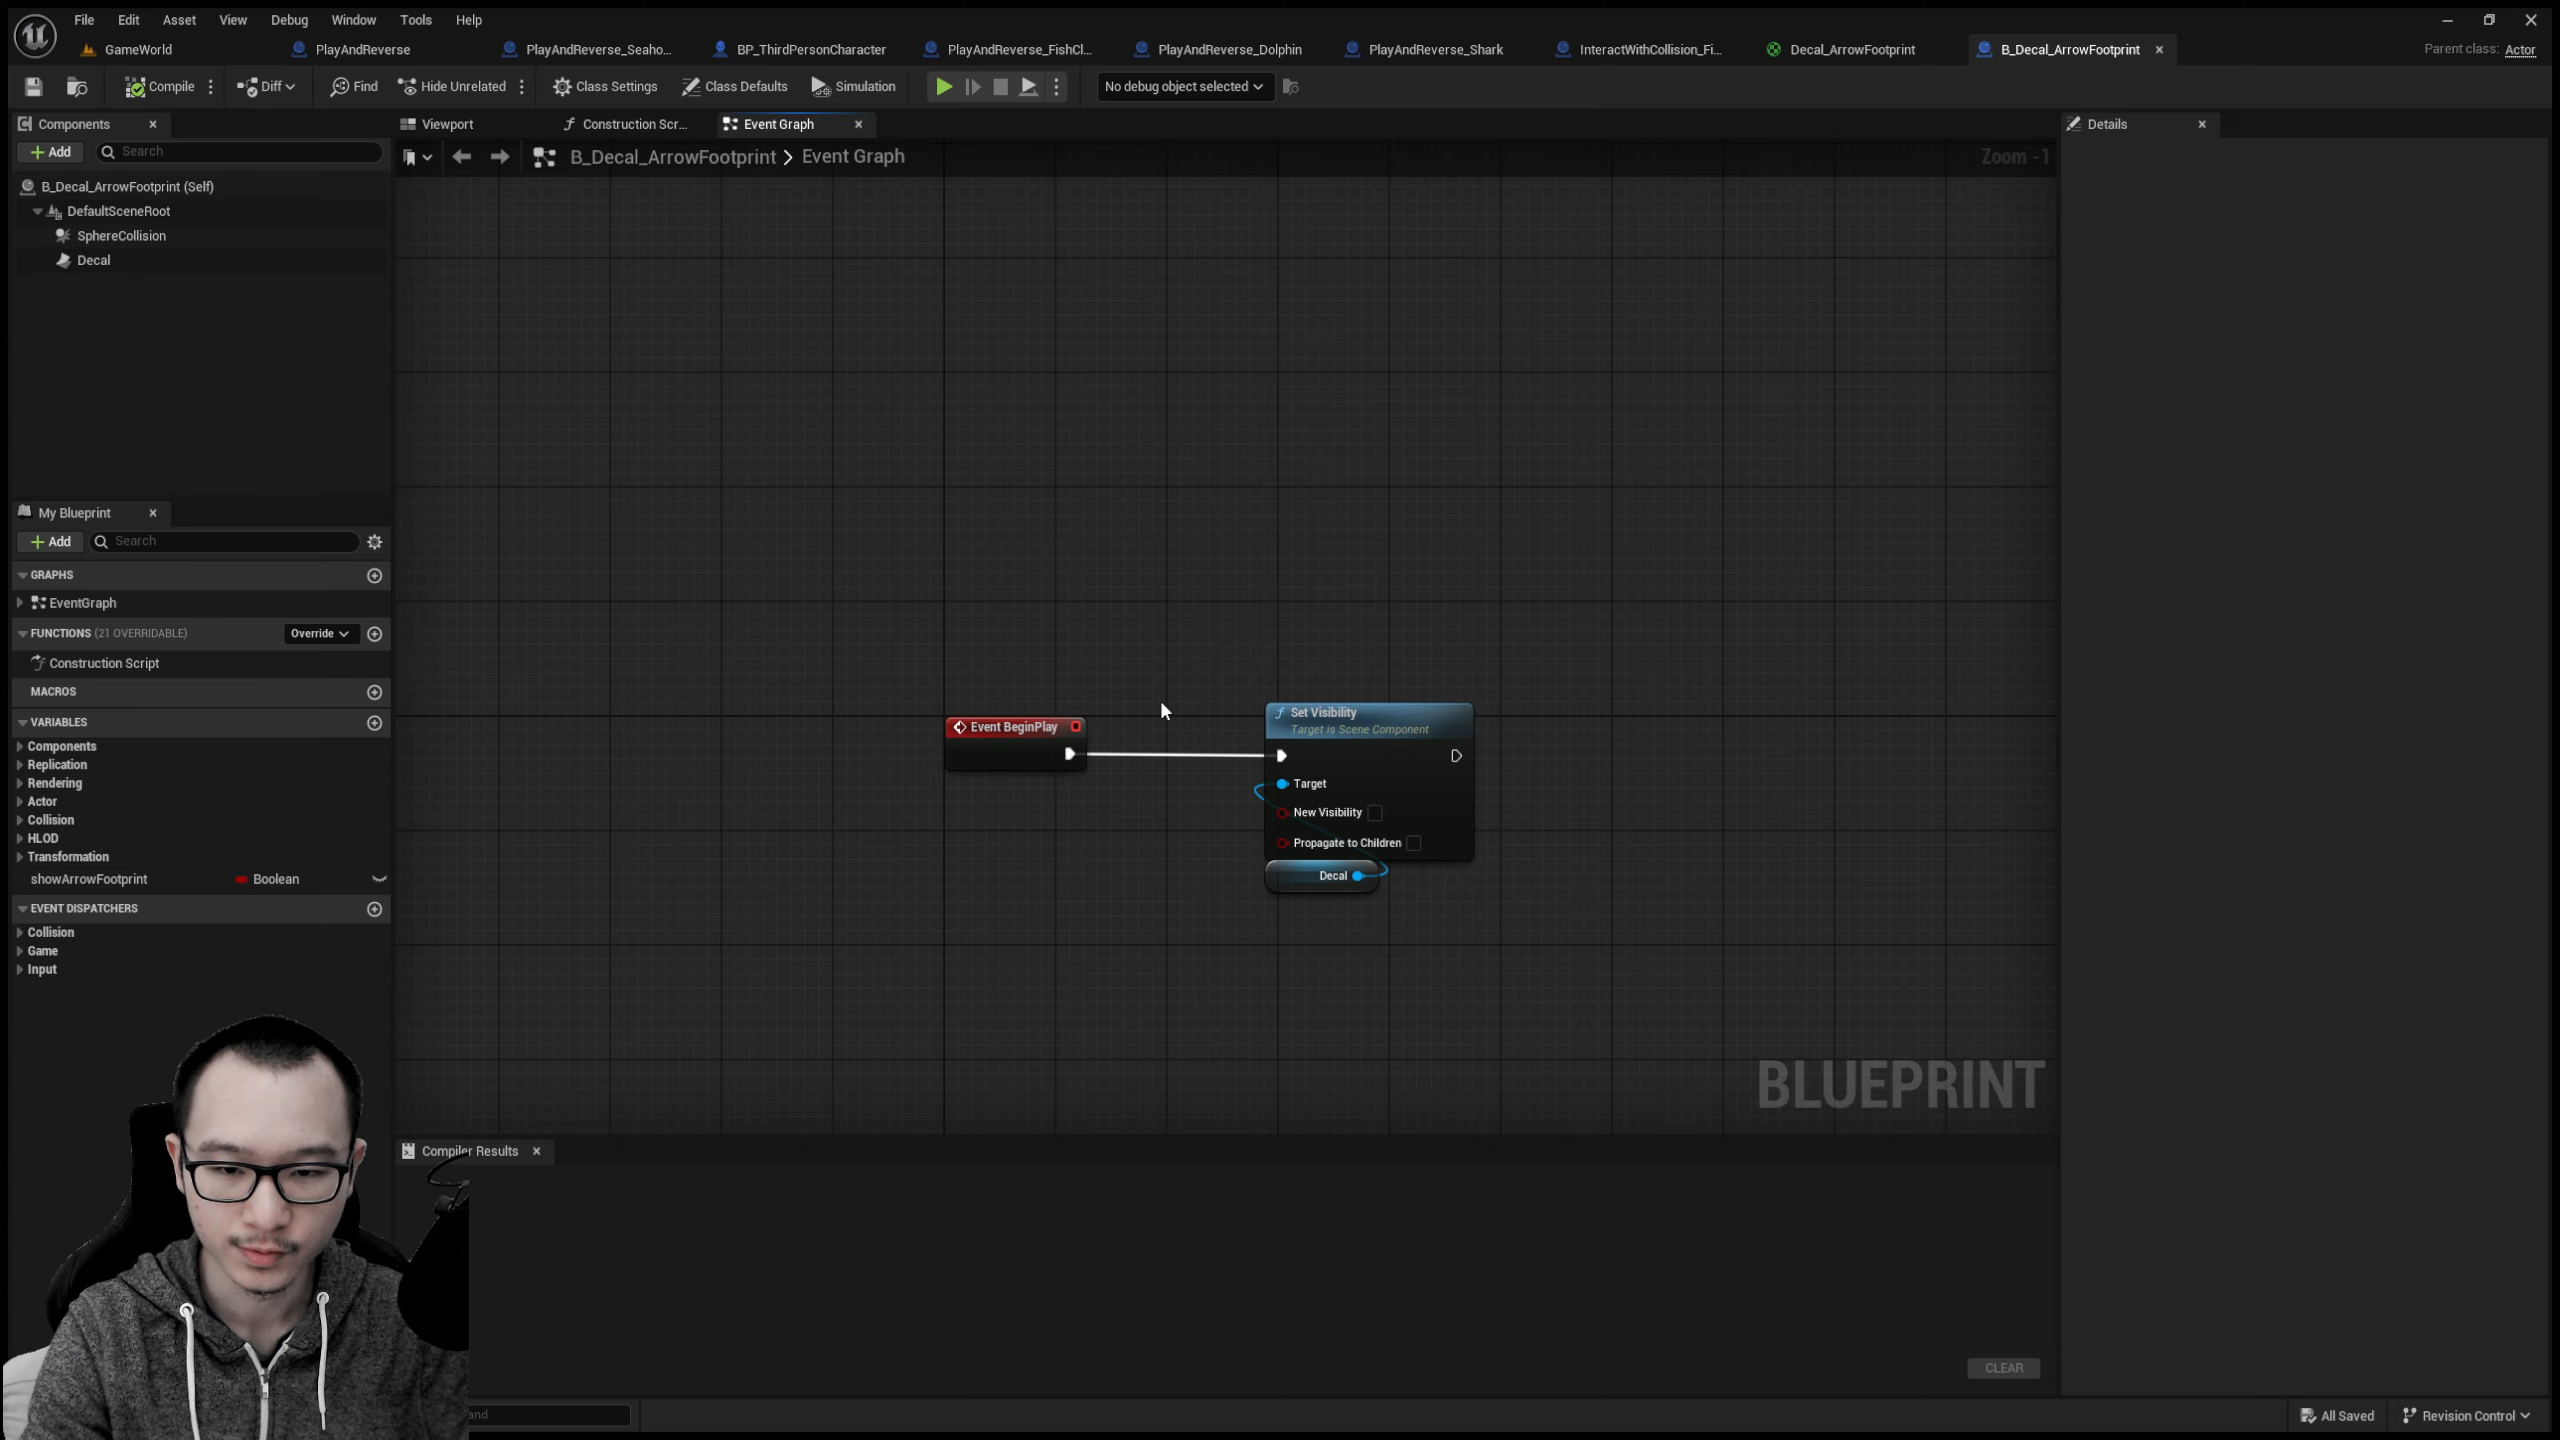 File Edit Asset View Debug Window Tools Help
GameWorld PlayAndReverse PlayAndReverse_Seaho... BP_ThirdPersonCharacter PlayAndReverse_FishCl... PlayAndReverse_Dolphin PlayAndReverse_Shark InteractWithCollision_Fi... Decal_ArrowFootprint B_Decal_ArrowFootprint Parent class: Actor
Compile Diff Find Hide Unrelated Class Settings Class Defaults Simulation No debug object selected
Components
Add Search
B_Decal_ArrowFootprint (Self)
DefaultSceneRoot
SphereCollision
Decal
My Blueprint
Add Search
GRAPHS
EventGraph
FUNCTIONS (21 OVERRIDABLE) Override
Construction Script
MACROS
VARIABLES
Components
Replication
Rendering
Actor
Collision
HLOD
Transformation
showArrowFootprint Boolean
EVENT DISPATCHERS
Collision
Game
Input
Viewport Construction Scr... Event Graph
B_Decal_ArrowFootprint > Event Graph Zoom -1
Event BeginPlay
Set Visibility
Target is Scene Component
Target
New Visibility
Propagate to Children
Decal
BLUEPRINT
Compiler Results
CLEAR
Details
and
All Saved Revision Control